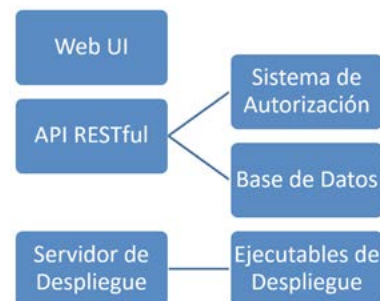 Web UI
API RESTful
Sistema de
Autorización
Base de Datos
Servidor de
Despliegue
Ejecutables de
Despliegue